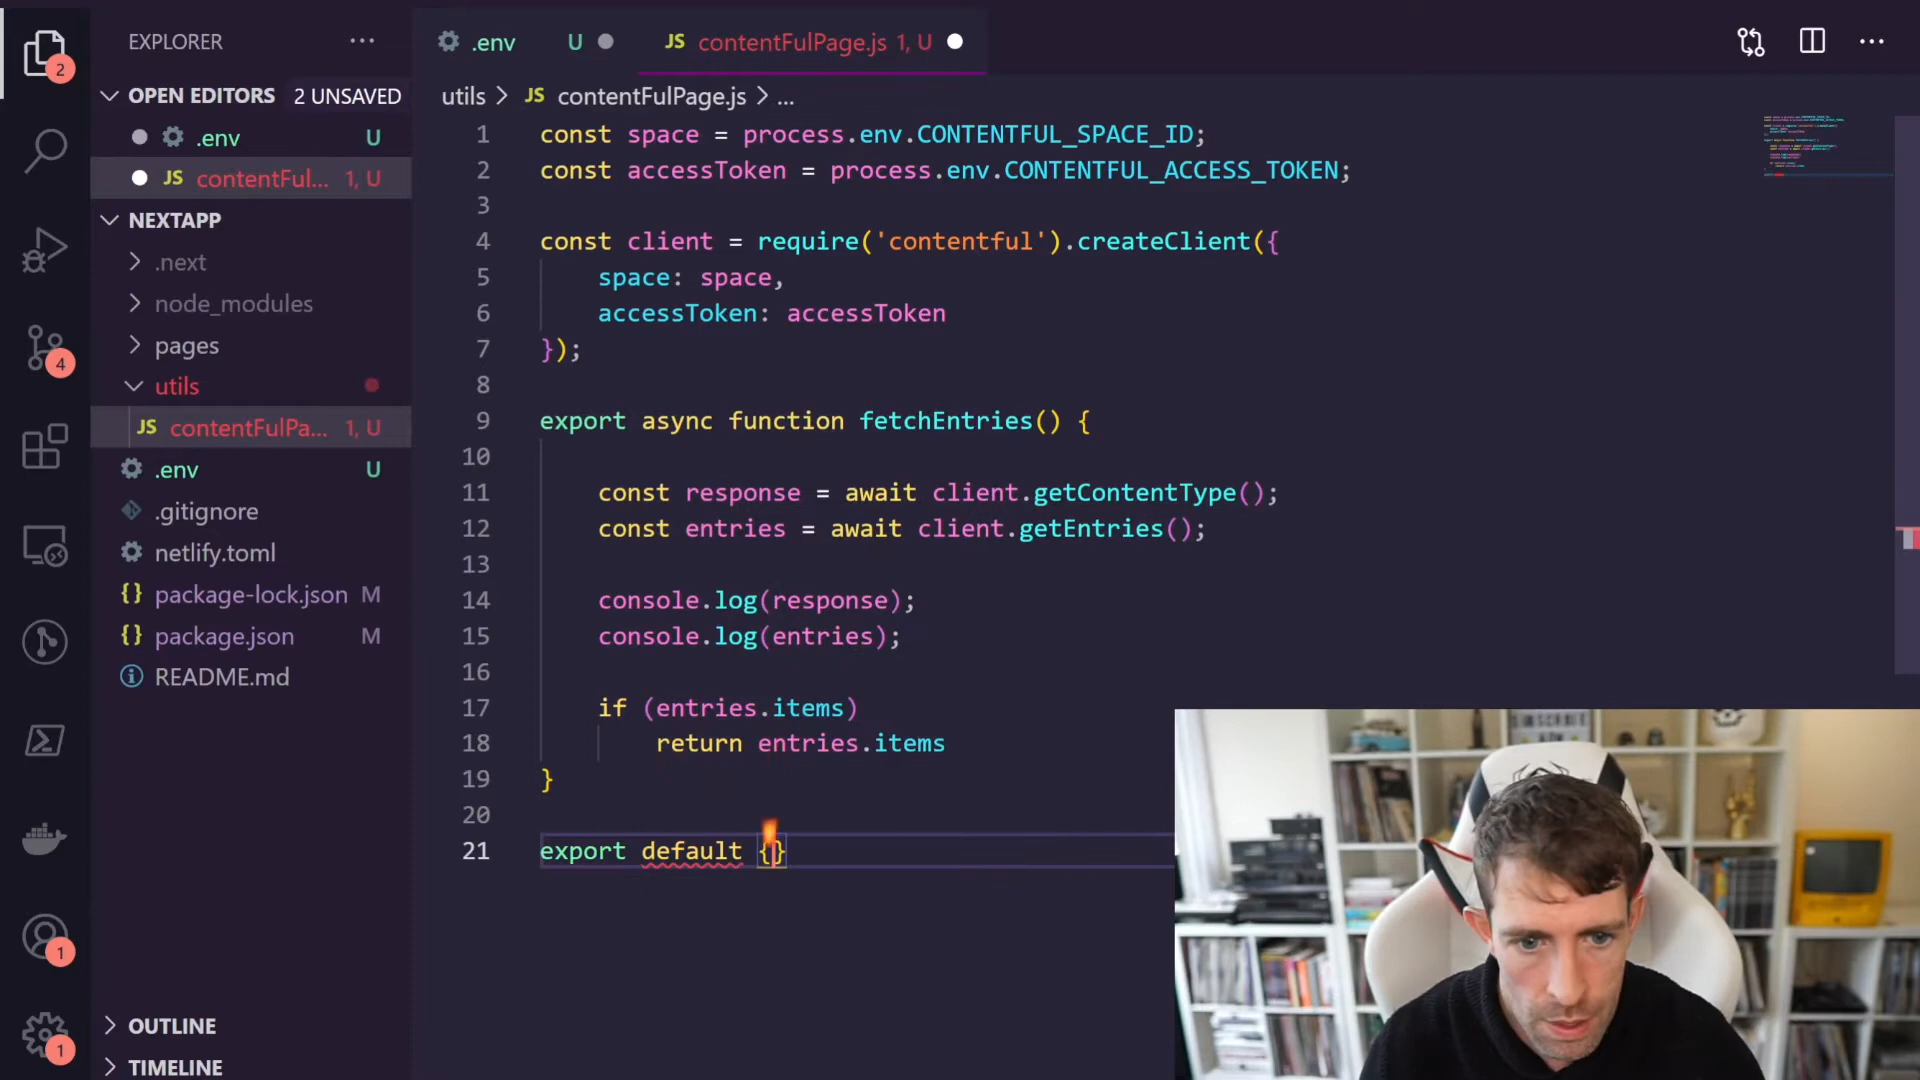 EXPLORER
.env U
contentFulPage.js 1, U
2
OPEN EDITORS 2 UNSAVED
.env U
JS contentFul... 1, U
NEXTAPP
.next
node_modules
pages
utils
JS contentFulPa... 1, U
.env U
.gitignore
netlify.toml
{} package-lock.json M
{} package.json M
README.md
4
1
1
OUTLINE
TIMELINE
utils > JS contentFulPage.js > ...
1 const space = process.env.CONTENTFUL_SPACE_ID;
2 const accessToken = process.env.CONTENTFUL_ACCESS_TOKEN;
3
4 const client = require('contentful').createClient({
5 space: space,
6 accessToken: accessToken
7 });
8
9 export async function fetchEntries() {
10
11 const response = await client.getContentType();
12 const entries = await client.getEntries();
13
14 console.log(response);
15 console.log(entries);
16
17 if (entries.items)
18 return entries.items
19 }
20
21 export default {}
SUBSCRIBE